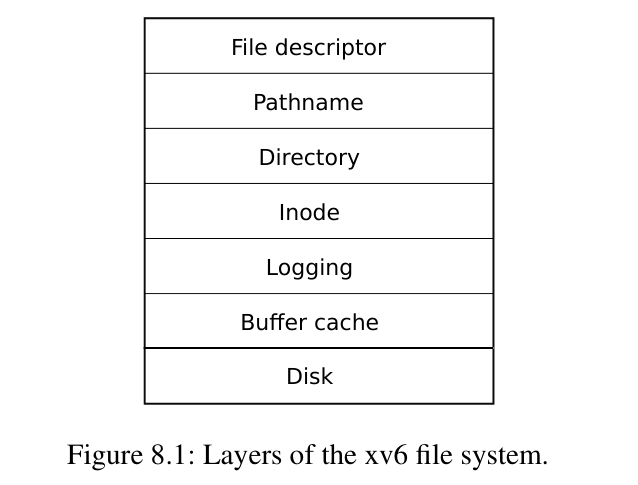 File descriptor
Pathname
Directory
Inode
Logging
Buffer cache
Disk
Figure 8.1: Layers of the xv6 file system.